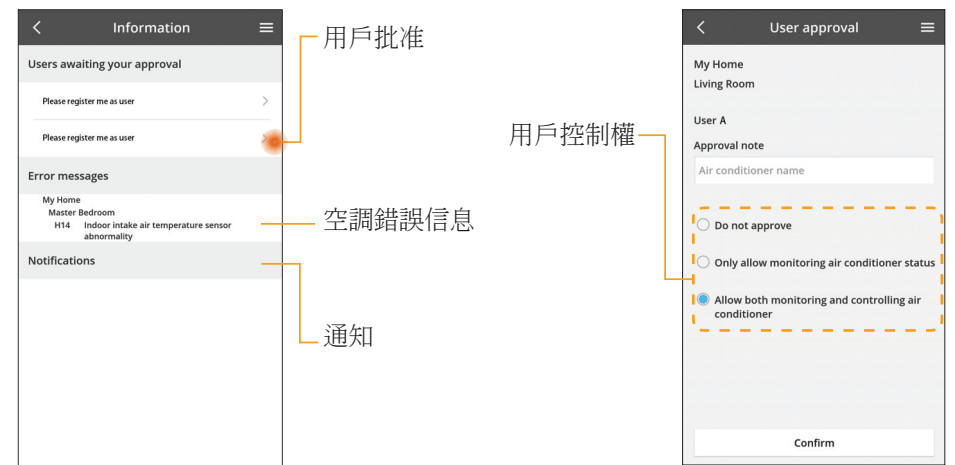 Information
Users awaiting your approval
Please register me as user
Please register me as user
Error messages
My Home
Master Bedroom
H14 Indoor intake air temperature sensor
abnormality
Notifications
用戶批准
空調錯誤信息
通知
用戶控制權
User approval
My Home
Living Room
User A
Approval note
Air conditioner name
Do not approve
Only allow monitoring air conditioner status
Allow both monitoring and controlling air
conditioner
Confirm